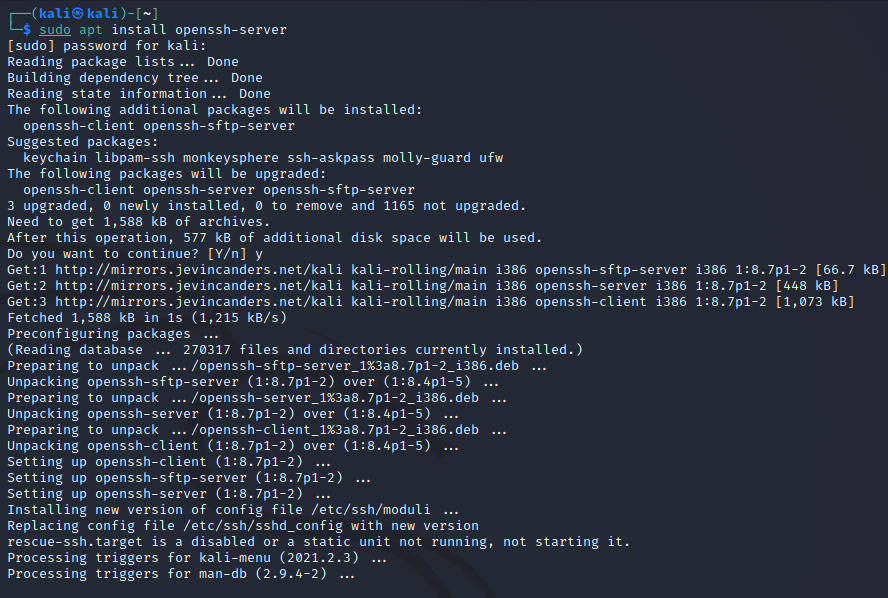 ┌──(kali㉿kali)-[~]
└─$ sudo apt install openssh-server
[sudo] password for kali:
Reading package lists... Done
Building dependency tree... Done
Reading state information... Done
The following additional packages will be installed:
  openssh-client openssh-sftp-server
Suggested packages:
  keychain libpam-ssh monkeysphere ssh-askpass molly-guard ufw
The following packages will be upgraded:
  openssh-client openssh-server openssh-sftp-server
3 upgraded, 0 newly installed, 0 to remove and 1165 not upgraded.
Need to get 1,588 kB of archives.
After this operation, 577 kB of additional disk space will be used.
Do you want to continue? [Y/n] y
Get:1 http://mirrors.jevincanders.net/kali kali-rolling/main i386 openssh-sftp-server i386 1:8.7p1-2 [66.7 kB]
Get:2 http://mirrors.jevincanders.net/kali kali-rolling/main i386 openssh-server i386 1:8.7p1-2 [448 kB]
Get:3 http://mirrors.jevincanders.net/kali kali-rolling/main i386 openssh-client i386 1:8.7p1-2 [1,073 kB]
Fetched 1,588 kB in 1s (1,215 kB/s)
Preconfiguring packages ...
(Reading database ... 270317 files and directories currently installed.)
Preparing to unpack .../openssh-sftp-server_1%3a8.7p1-2_i386.deb ...
Unpacking openssh-sftp-server (1:8.7p1-2) over (1:8.4p1-5) ...
Preparing to unpack .../openssh-server_1%3a8.7p1-2_i386.deb ...
Unpacking openssh-server (1:8.7p1-2) over (1:8.4p1-5) ...
Preparing to unpack .../openssh-client_1%3a8.7p1-2_i386.deb ...
Unpacking openssh-client (1:8.7p1-2) over (1:8.4p1-5) ...
Setting up openssh-client (1:8.7p1-2) ...
Setting up openssh-sftp-server (1:8.7p1-2) ...
Setting up openssh-server (1:8.7p1-2) ...
Installing new version of config file /etc/ssh/moduli ...
Replacing config file /etc/ssh/sshd_config with new version
rescue-ssh.target is a disabled or a static unit not running, not starting it.
Processing triggers for kali-menu (2021.2.3) ...
Processing triggers for man-db (2.9.4-2) ...